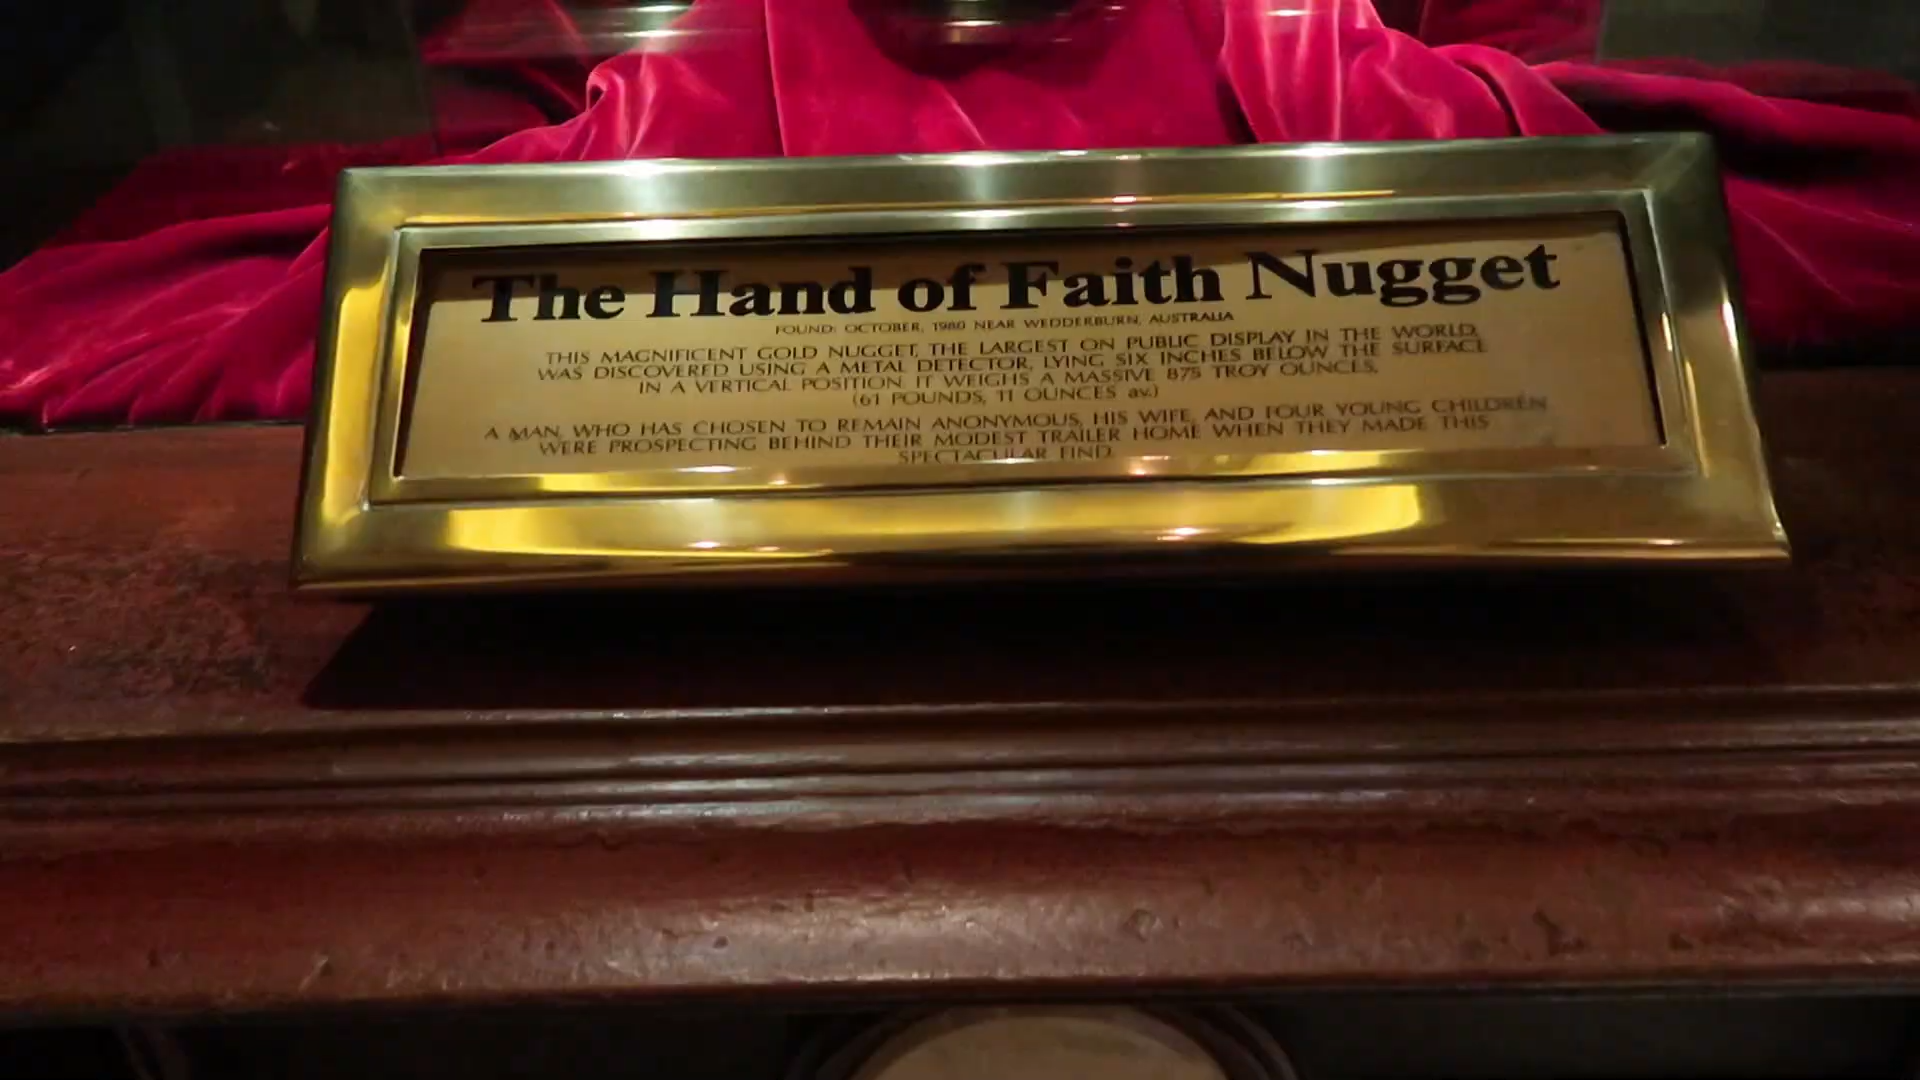 The Hand of Faith Nugget
FOUND: OCTOBER, 1980 NEAR WEDDERBURN, AUSTRALIA
THIS MAGNIFICENT GOLD NUGGET, THE LARGEST ON PUBLIC DISPLAY IN THE WORLD,
WAS DISCOVERED USING A METAL DETECTOR, LYING SIX INCHES BELOW THE SURFACE
IN A VERTICAL POSITION. IT WEIGHS A MASSIVE 875 TROY OUNCES,
(61 POUNDS, 11 OUNCES av.)
A MAN, WHO HAS CHOSEN TO REMAIN ANONYMOUS, HIS WIFE, AND FOUR YOUNG CHILDREN
WERE PROSPECTING BEHIND THEIR MODEST TRAILER HOME WHEN THEY MADE THIS
SPECTACULAR FIND.